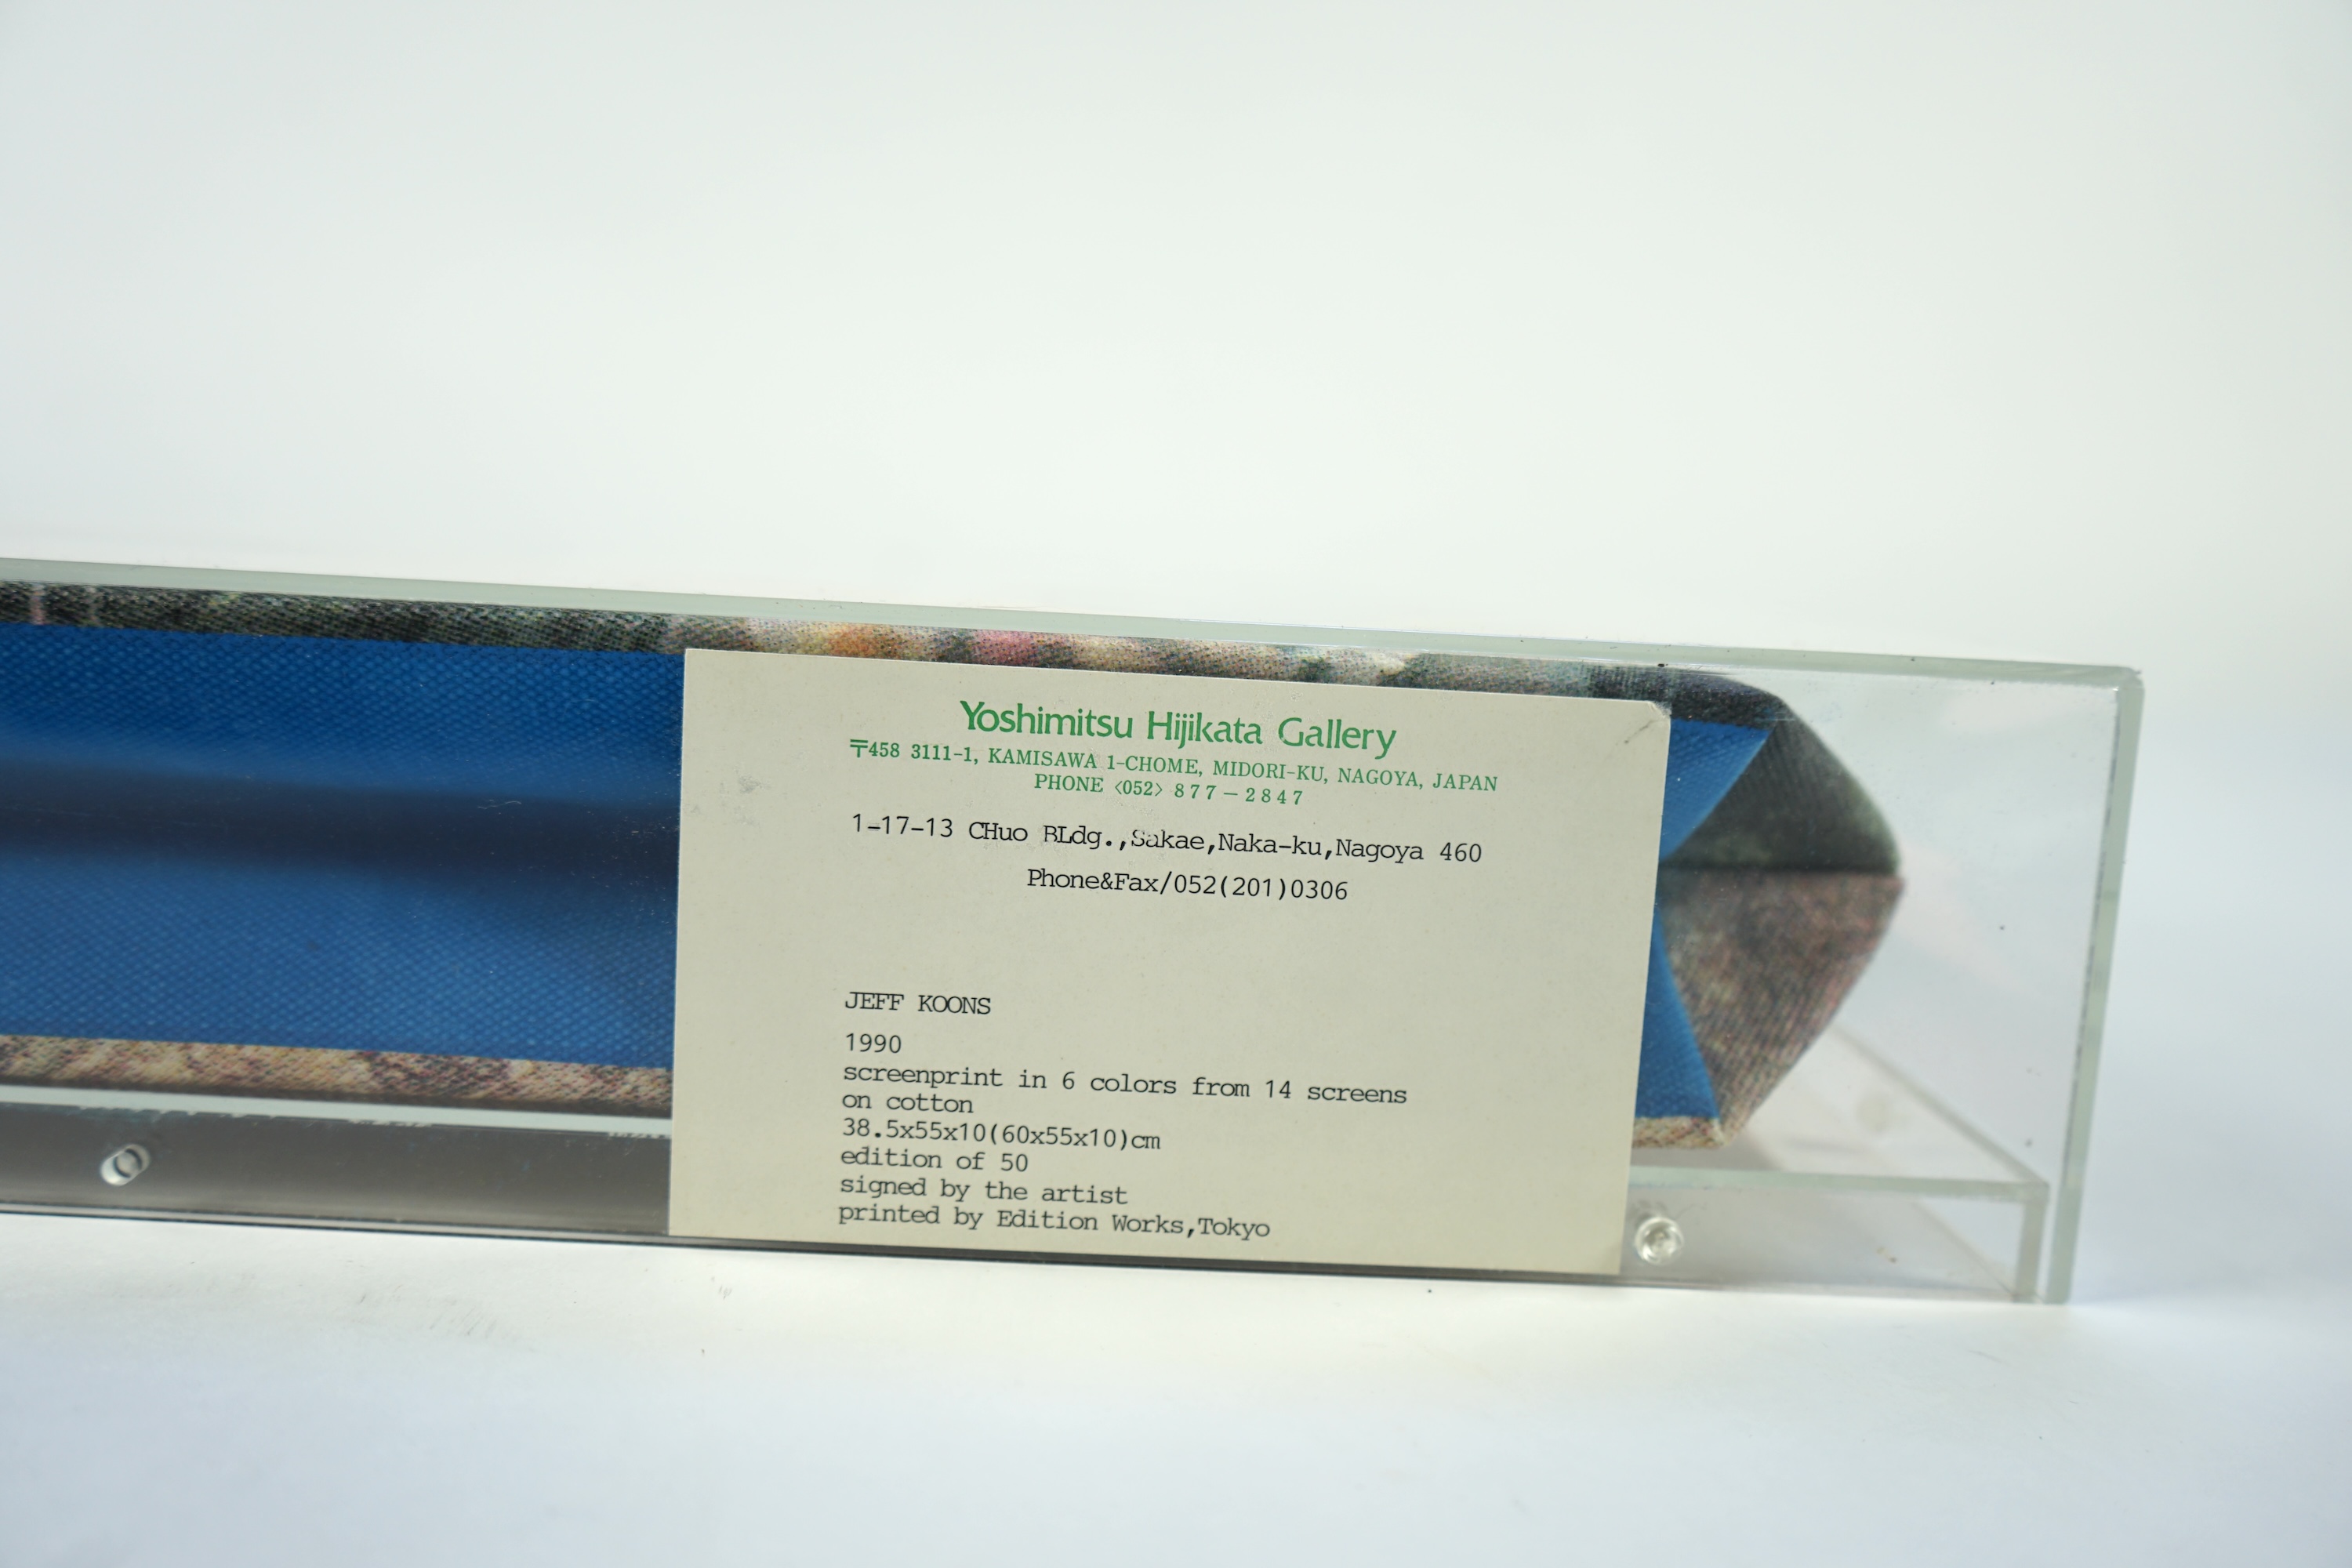 Yoshimitsu Hijikata Gallery
〒458 3111-1, KAMISAWA 1-CHOME, MIDORI-KU, NAGOYA, JAPAN
PHONE <052> 877-2847
1-17-13 CHuo BLdg.,Sakae,Naka-ku,Nagoya 460
Phone&Fax/052(201)0306
JEFF KOONS
1990
screenprint in 6 colors from 14 screens
on cotton
38.5x55x10(60x55x10)cm
edition of 50
signed by the artist
printed by Edition Works,Tokyo